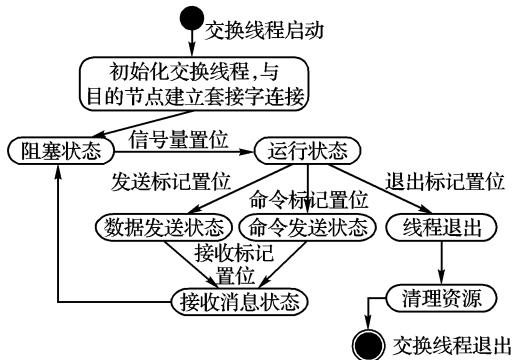 交换线程启动
初始化交换线程,与
目的节点建立套接字连接
信号量置位
阻塞状态
运行状态
发送标记置位
命令标记置位
退出标记置位
数据发送状态
命令发送状态
线程退出
接收标记
置位
接收消息状态
清理资源
交换线程退出